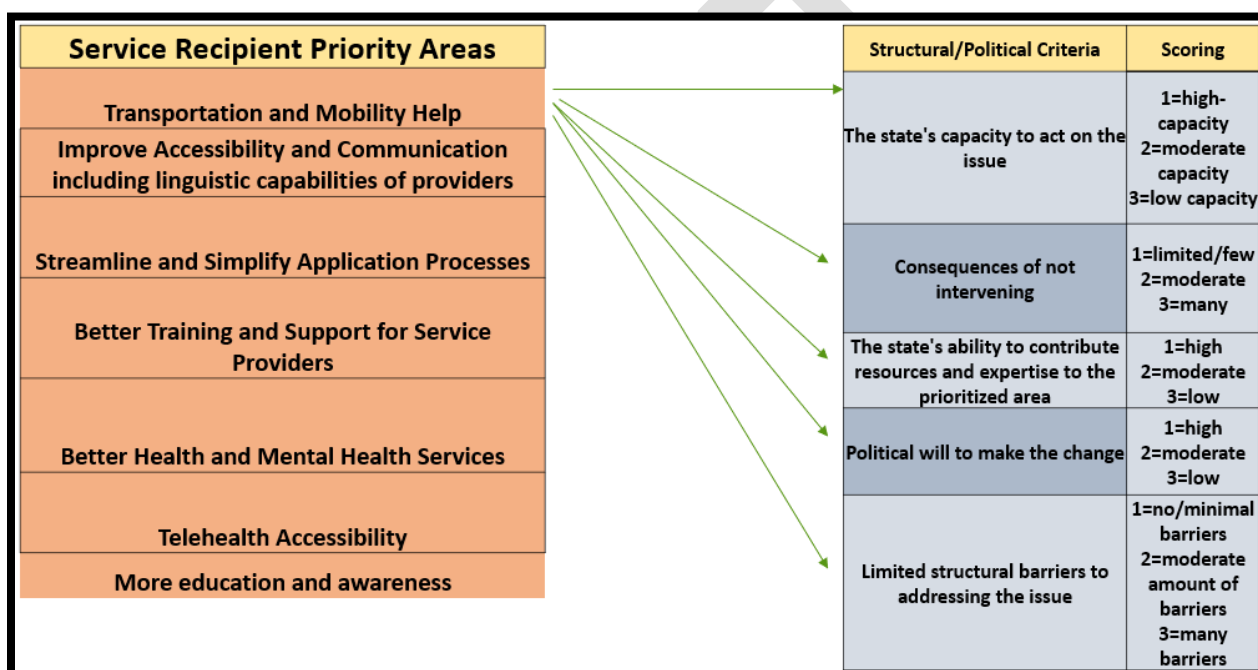 Service Recipient Priority Areas
Transportation and Mobility Help
Improve Accessibility and Communication
including linguistic capabilities of providers
Streamline and Simplify Application Processes
Better Training and Support for Service
Providers
Better Health and Mental Health Services
Telehealth Accessibility
More education and awareness
Structural/Political Criteria
Scoring
The state's capacity to act on the
issue
1=high-
capacity
2=moderate
capacity
3=low capacity
Consequences of not
intervening
1=limited/few
2=moderate
3=many
The state's ability to contribute
resources and expertise to the
prioritized area
1=high
2=moderate
3=low
Political will to make the change
1=high
2=moderate
3=low
Limited structural barriers to
addressing the issue
1=no/minimal
barriers
2=moderate
amount of
barriers
3=many
barriers